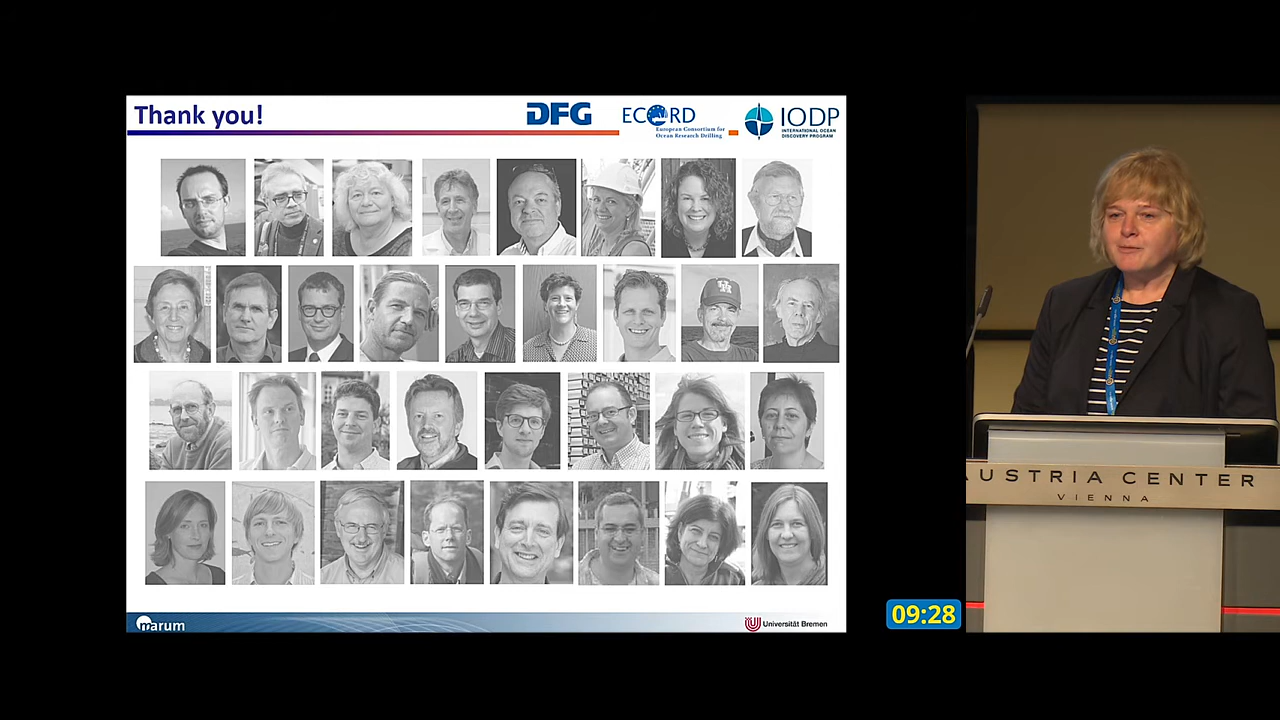 Thank you!
DFG
ECORD
European Consortium for
Ocean Research Drilling
IODP
INTERNATIONAL OCEAN
DISCOVERY PROGRAM
AUSTRIA CENTER
VIENNA
09:28
marum
Universität Bremen